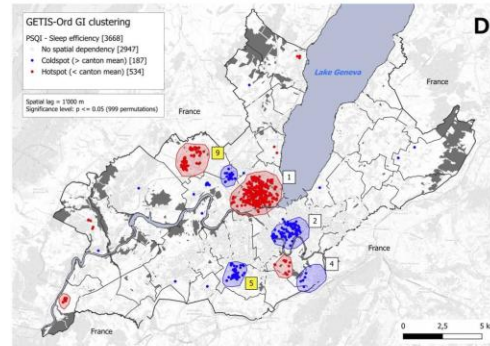 GETIS-Ord GI clustering
PSQI - Sleep efficiency [3668]
No spatial dependency [2947]
Coldspot (> canton mean) [187]
Hotspot (< canton mean) [534]
Spatial lag = 1'000 m
Significance level: p <= 0.05 (999 permutations)
D
Lake Geneva
France
France
9
1
2
4
5
France
France
0 2,5 5 k